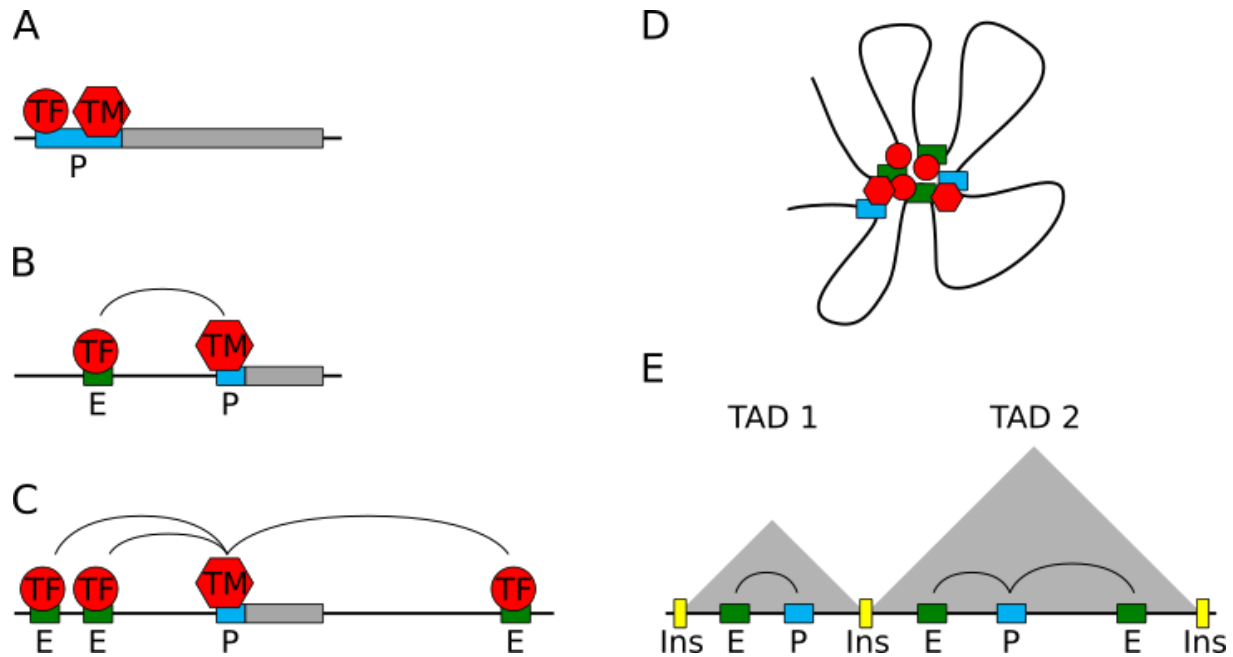 A
TF TM
P
B
TF TM
E P
C
TF TF TM TF
E E P E
D
E
TAD 1 TAD 2
Ins E P Ins E P E Ins